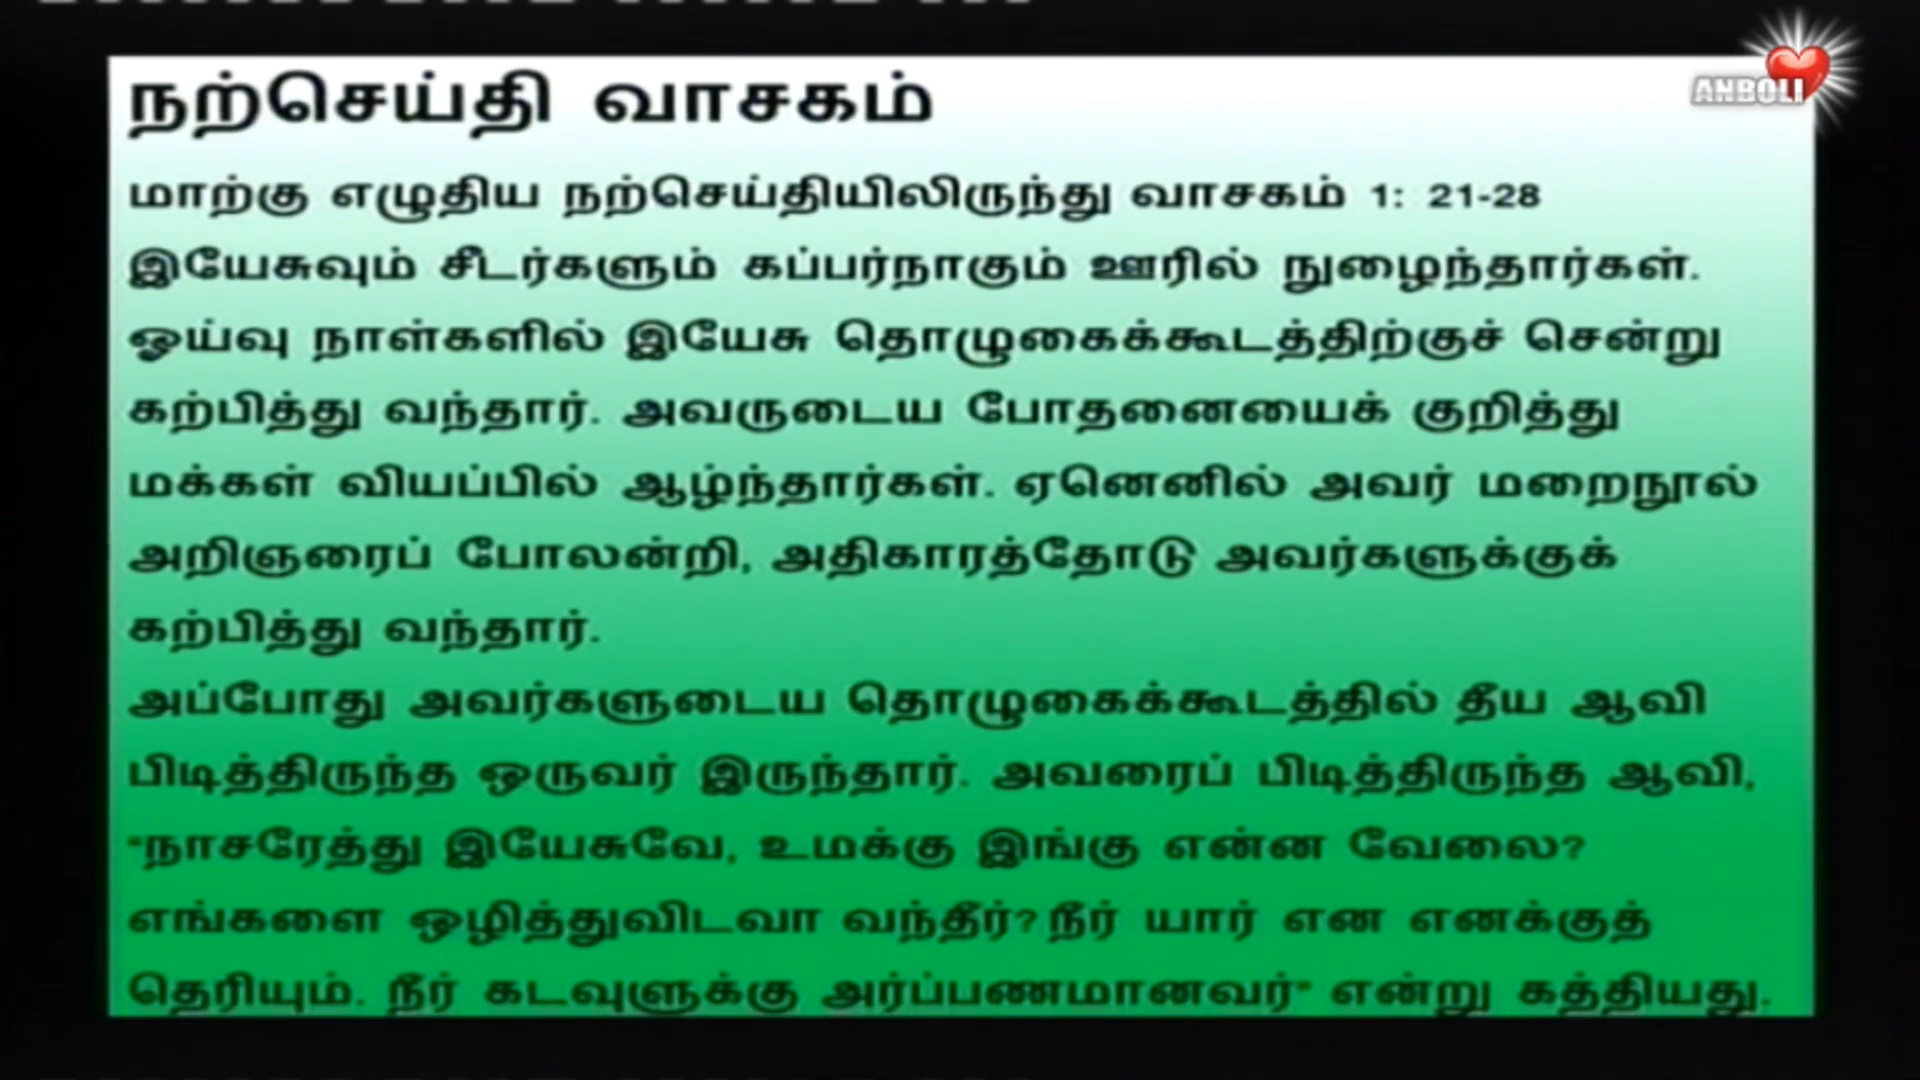 ANBOLI
நற்செய்தி வாசகம்
மாற்கு எழுதிய நற்செய்தியிலிருந்து வாசகம் 1: 21-28
இயேசுவும் சீடர்களும் கப்பர்நாகும் ஊரில் நுழைந்தார்கள்.
ஓய்வு நாள்களில் இயேசு தொழுகைக்கூடத்திற்குச் சென்று
கற்பித்து வந்தார். அவருடைய போதனையைக் குறித்து
மக்கள் வியப்பில் ஆழ்ந்தார்கள். ஏனெனில் அவர் மறைநூல்
அறிஞரைப் போலன்றி, அதிகாரத்தோடு அவர்களுக்குக்
கற்பித்து வந்தார்.
அப்போது அவர்களுடைய தொழுகைக்கூடத்தில் தீய ஆவி
பிடித்திருந்த ஒருவர் இருந்தார். அவரைப் பிடித்திருந்த ஆவி,
"நாசரேத்து இயேசுவே, உமக்கு இங்கு என்ன வேலை?
எங்களை ஒழித்துவிடவா வந்தீர்? நீர் யார் என எனக்குத்
தெரியும். நீர் கடவுளுக்கு அர்ப்பணமானவர்" என்று கத்தியது.